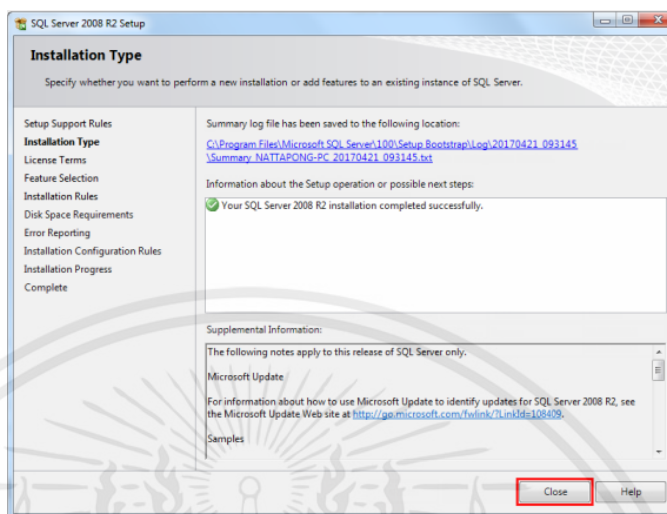 SQL Server 2008 R2 Setup
Installation Type
Specify whether you want to perform a new installation or add features to an existing instance of SQL Server.
Setup Support Rules
Installation Type
License Terms
Feature Selection
Installation Rules
Disk Space Requirements
Error Reporting
Installation Configuration Rules
Installation Progress
Complete
Summary log file has been saved to the following location:
C:\Program Files\Microsoft SQL Server\100\Setup Bootstrap\Log\20170421_093145
\Summary_NATTAPONG-PC_20170421_093145.txt
Information about the Setup operation or possible next steps:
Your SQL Server 2008 R2 installation completed successfully.
Supplemental Information:
The following notes apply to this release of SQL Server only.
Microsoft Update
For information about how to use Microsoft Update to identify updates for SQL Server 2008 R2, see
the Microsoft Update Web site at http://go.microsoft.com/fwlink/?LinkId=108409.
Samples
Close
Help